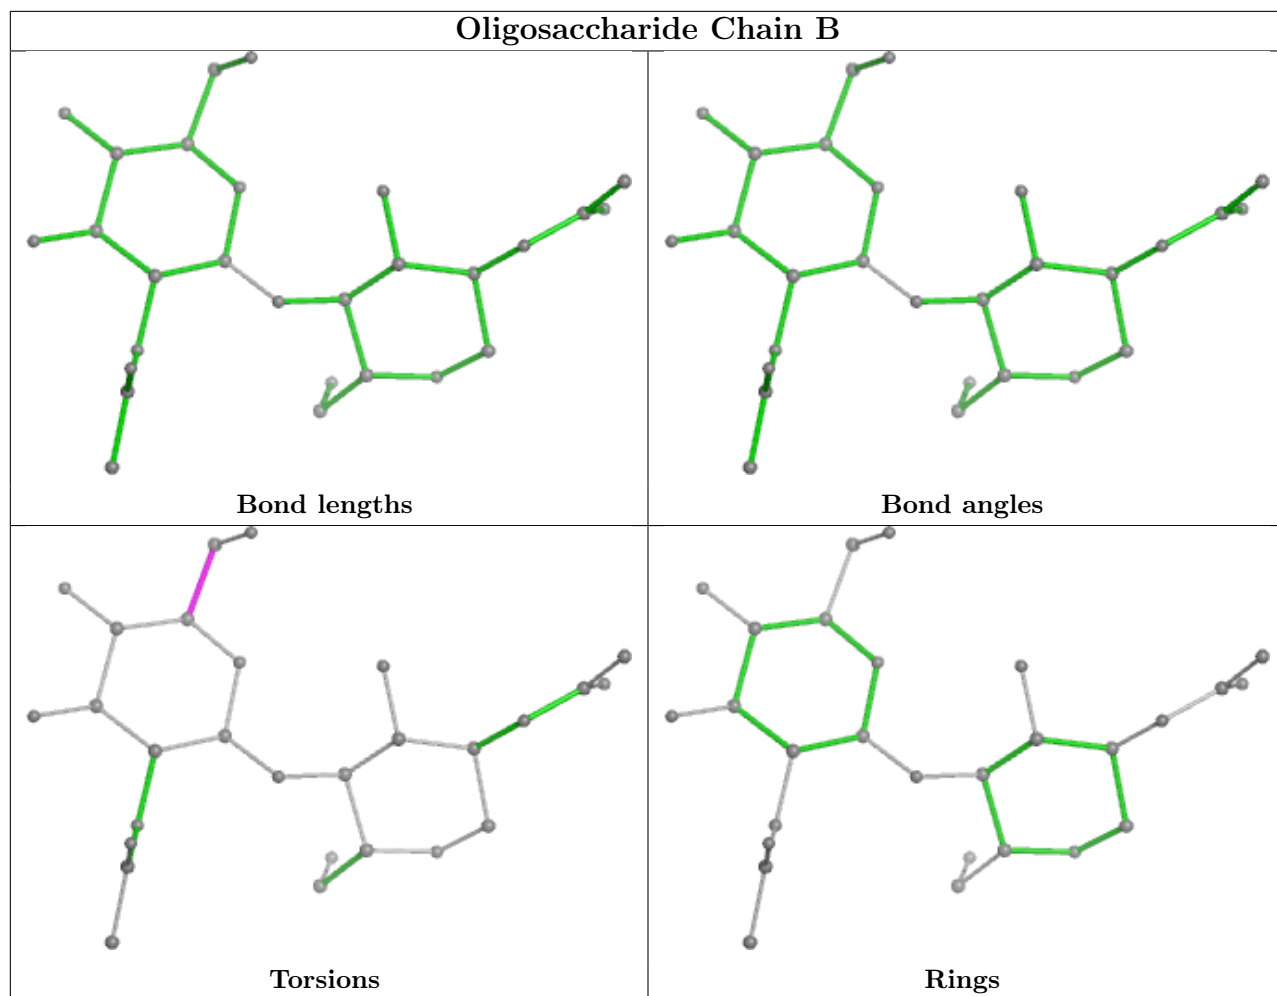 Oligosaccharide Chain B
Bond lengths
Bond angles
Torsions
Rings